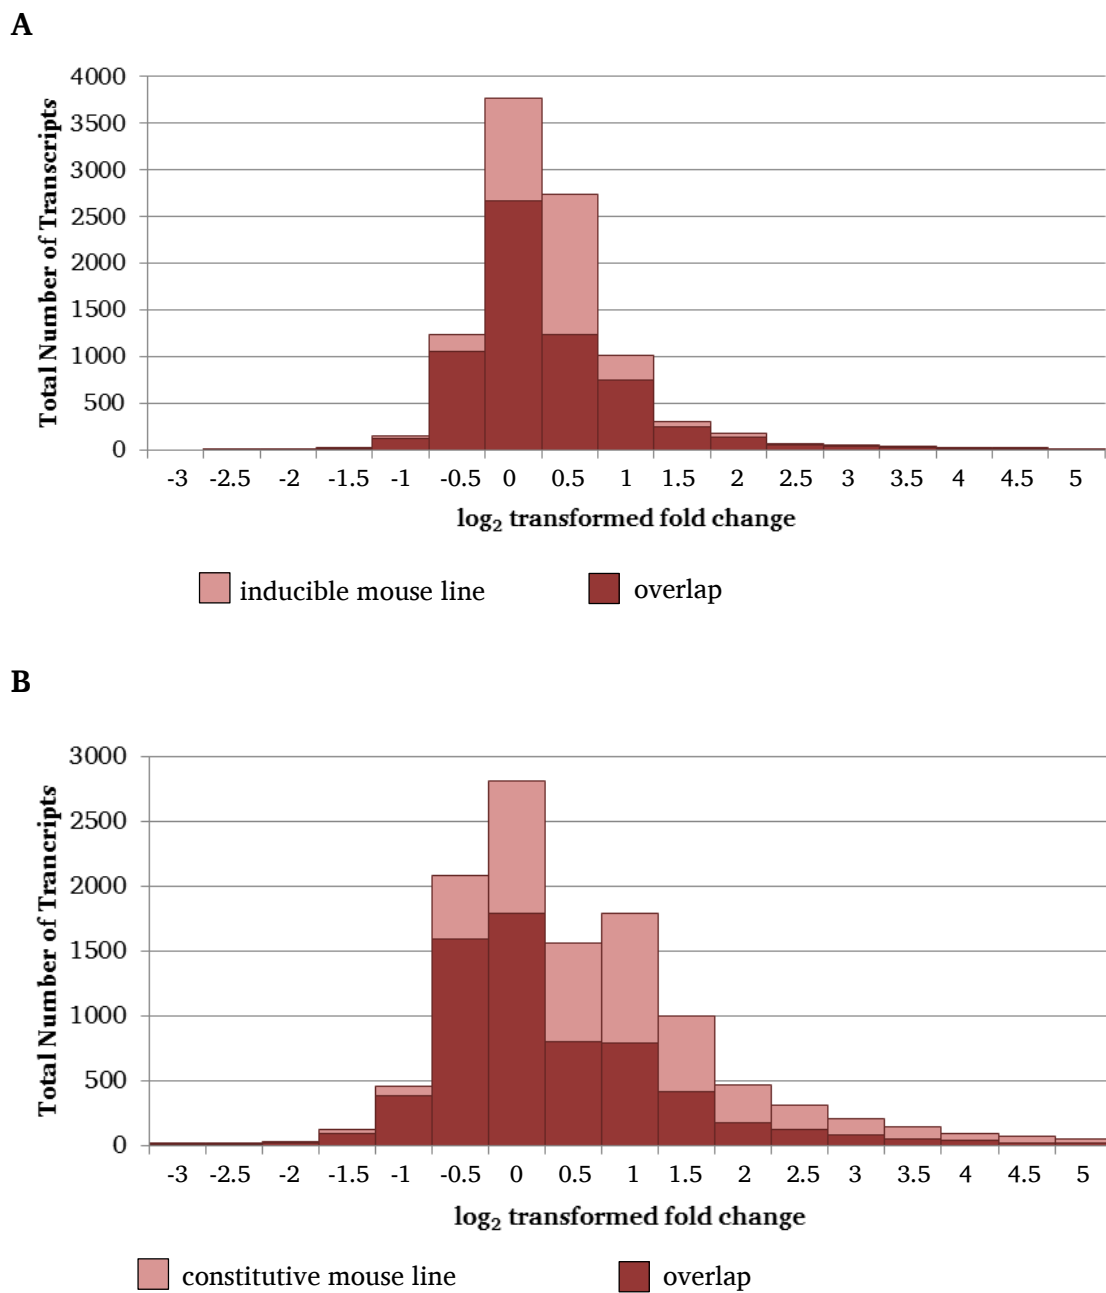 A
4000
3500
3000
2500
2000
1500
1000
500
0
Total Number of Transcripts
-3 -2.5 -2 -1.5 -1 -0.5 0 0.5 1 1.5 2 2.5 3 3.5 4 4.5 5
log₂ transformed fold change
inducible mouse line overlap
B
3000
2500
2000
1500
1000
500
0
Total Number of Trancripts
-3 -2.5 -2 -1.5 -1 -0.5 0 0.5 1 1.5 2 2.5 3 3.5 4 4.5 5
log₂ transformed fold change
constitutive mouse line overlap